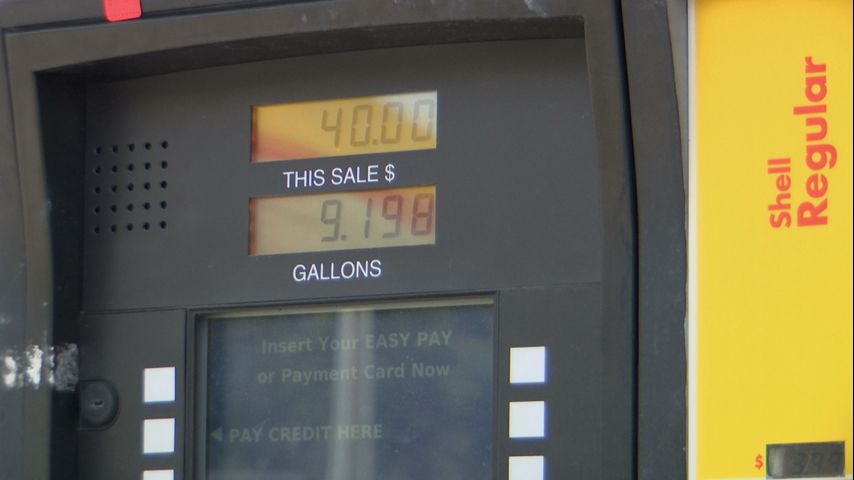 40.00
THIS SALE $
9.198
GALLONS
Insert Your EASY PAY
or Payment Card Now
PAY CREDIT HERE
Shell
Regular
$